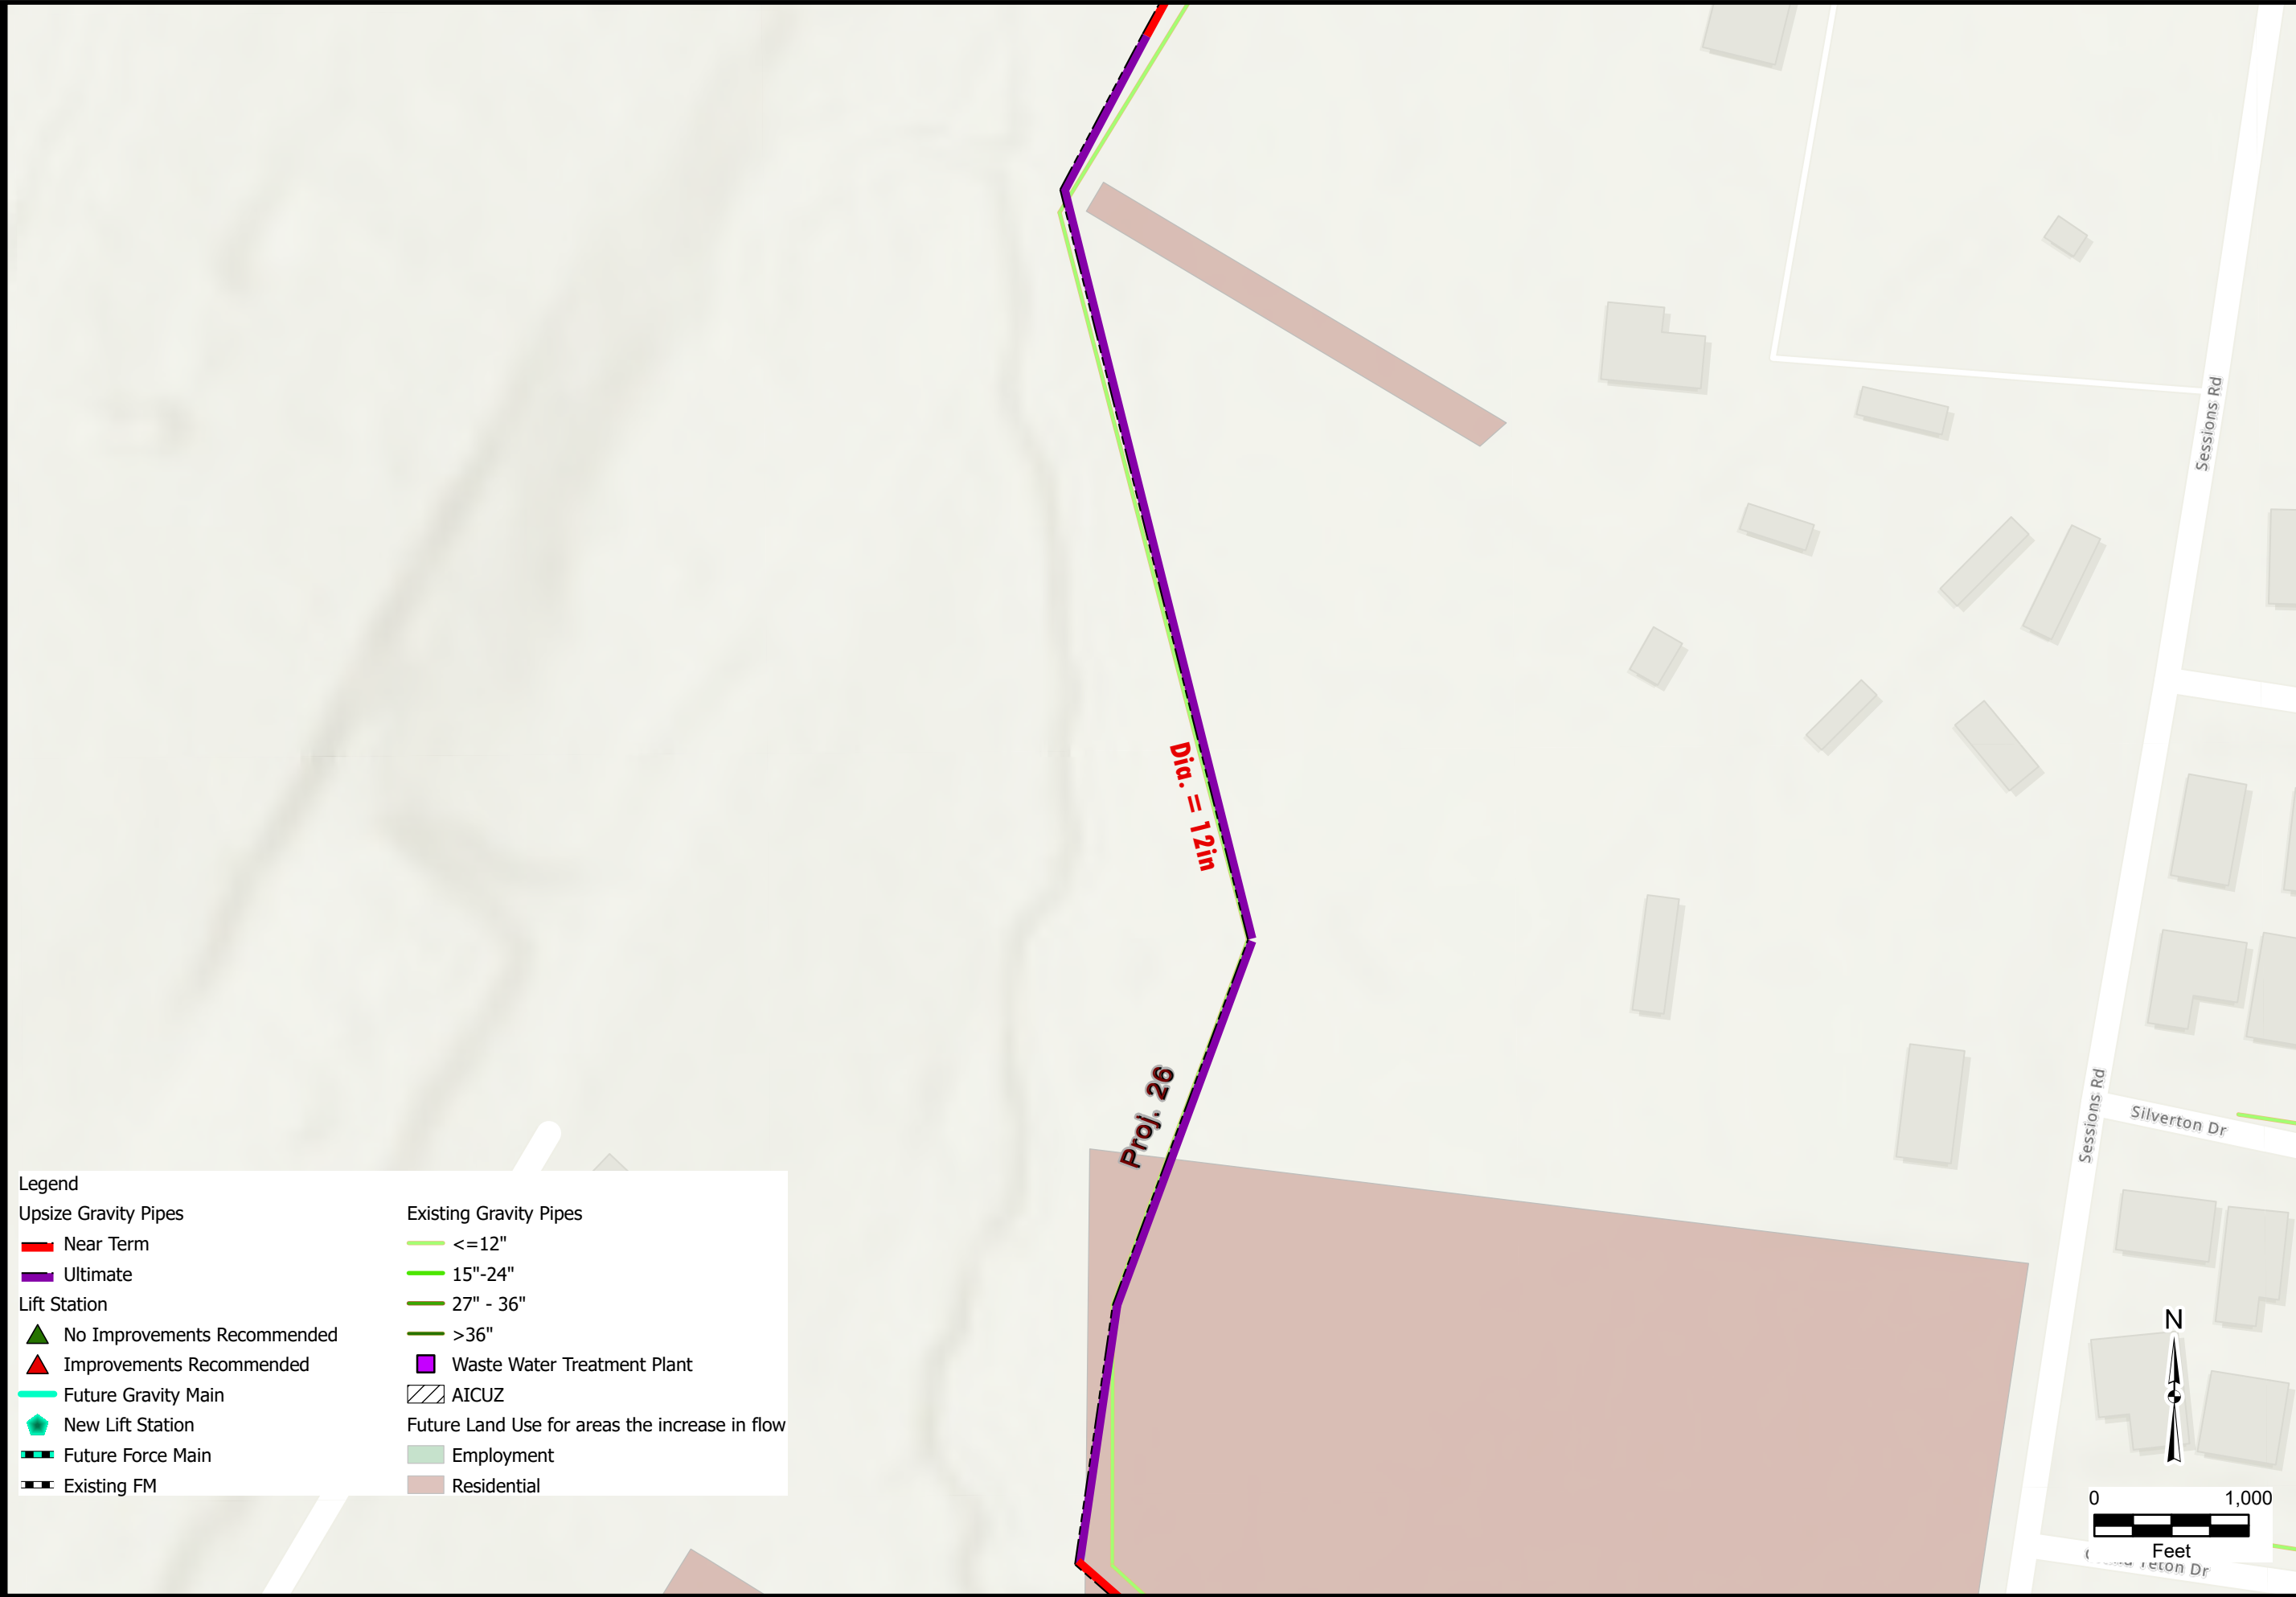 Sessions Rd
Dia. = 12in
Proj. 26
Sessions Rd
Silverton Dr
Legend
Upsize Gravity Pipes
Near Term
Ultimate
Lift Station
No Improvements Recommended
Improvements Recommended
Future Gravity Main
New Lift Station
Future Force Main
Existing FM
Existing Gravity Pipes
<=12"
15"-24"
27" - 36"
>36"
Waste Water Treatment Plant
AICUZ
Future Land Use for areas the increase in flow
Employment
Residential
N
0 1,000
Feet
Teton Dr